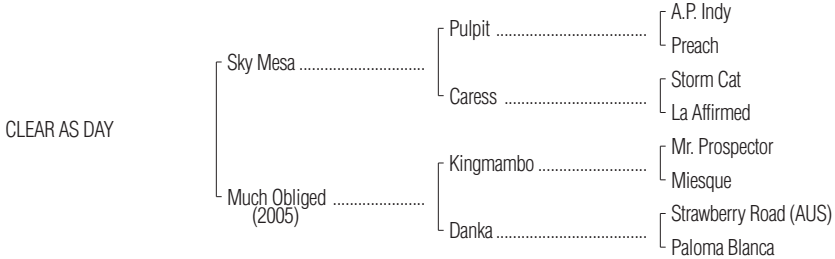 A.P. Indy
Pulpit ....................................
Preach
Sky Mesa ..............................
Storm Cat
Caress ..................................
La Affirmed
CLEAR AS DAY
Mr. Prospector
Kingmambo ..........................
Miesque
Much Obliged ......................
(2005)
Strawberry Road (AUS)
Danka ....................................
Paloma Blanca